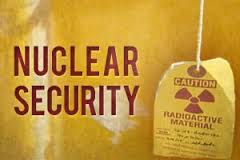 NUCLEAR
SECURITY
CAUTION
RADIOACTIVE
MATERIAL